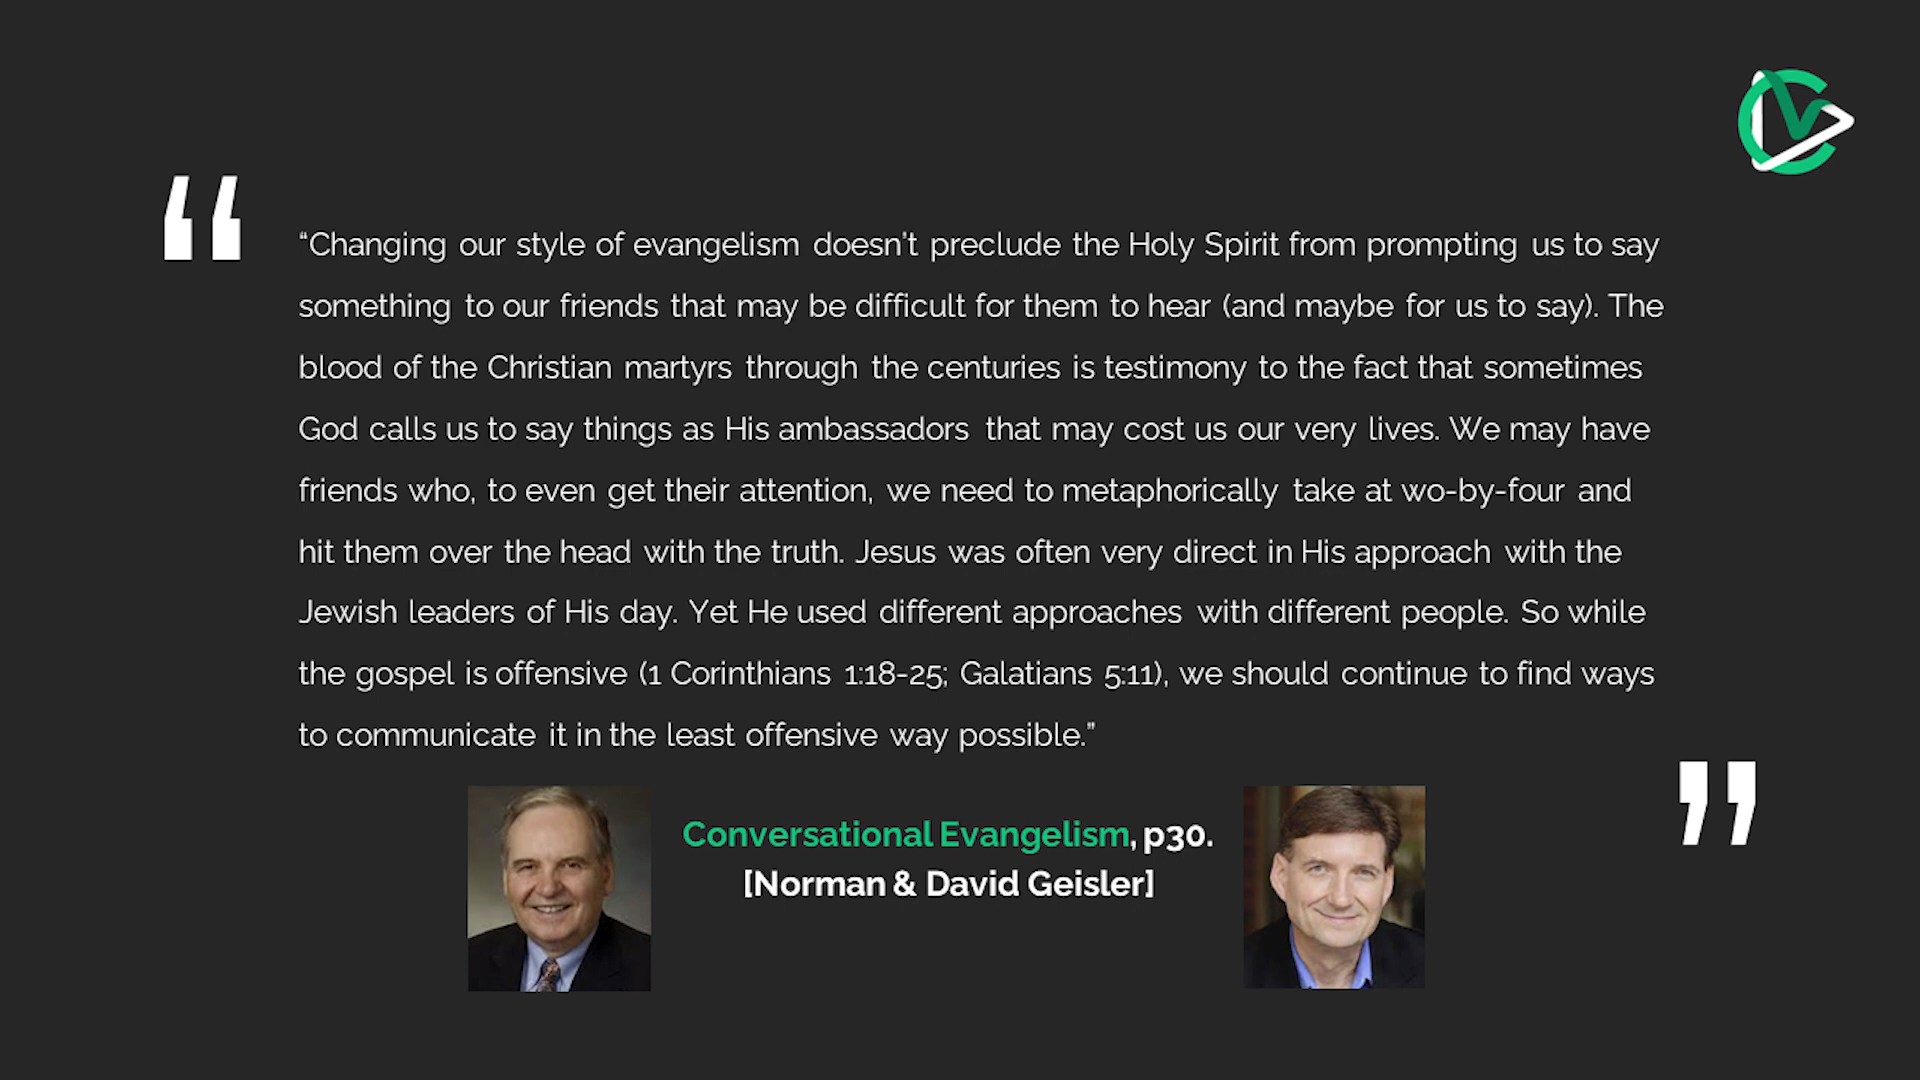 “Changing our style of evangelism doesn’t preclude the Holy Spirit from prompting us to say
something to our friends that may be difficult for them to hear (and maybe for us to say). The
blood of the Christian martyrs through the centuries is testimony to the fact that sometimes
God calls us to say things as His ambassadors that may cost us our very lives. We may have
friends who, to even get their attention, we need to metaphorically take at wo-by-four and
hit them over the head with the truth. Jesus was often very direct in His approach with the
Jewish leaders of His day. Yet He used different approaches with different people. So while
the gospel is offensive (1 Corinthians 1:18-25; Galatians 5:11), we should continue to find ways
to communicate it in the least offensive way possible.”
Conversational Evangelism, p30.
[Norman & David Geisler]